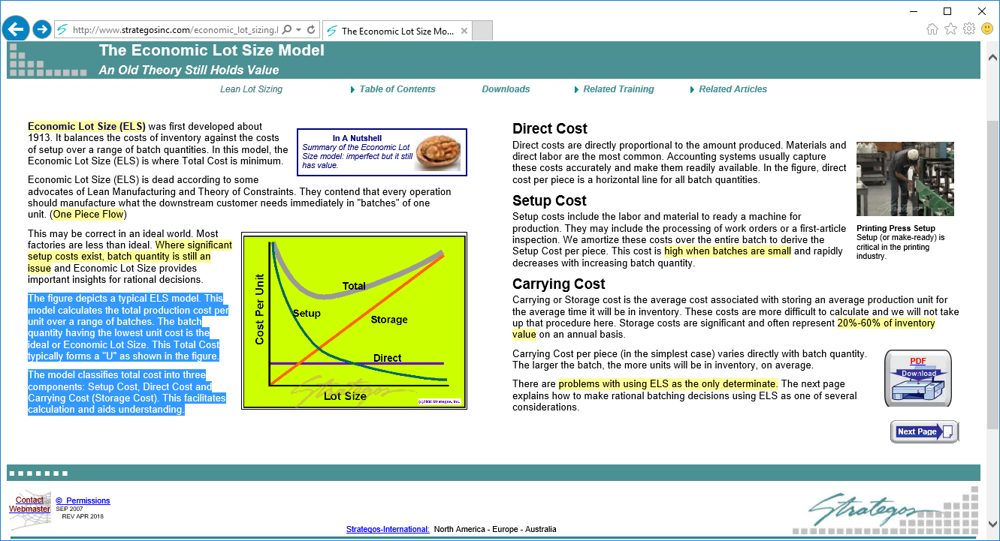 http://www.strategosinc.com/economic_lot_sizing.l
The Economic Lot Size Mo...
The Economic Lot Size Model
An Old Theory Still Holds Value
Lean Lot Sizing
Table of Contents
Downloads
Related Training
Related Articles
Economic Lot Size (ELS) was first developed about
1913. It balances the costs of inventory against the costs
of setup over a range of batch quantities. In this model, the
Economic Lot Size (ELS) is where Total Cost is minimum.
In A Nutshell
Summary of the Economic Lot
Size model: imperfect but it still
has value.
Economic Lot Size (ELS) is dead according to some
advocates of Lean Manufacturing and Theory of Constraints. They contend that every operation
should manufacture what the downstream customer needs immediately in "batches" of one
unit. (One Piece Flow)
This may be correct in an ideal world. Most
factories are less than ideal. Where significant
setup costs exist, batch quantity is still an
issue and Economic Lot Size provides
important insights for rational decisions.
The figure depicts a typical ELS model. This
model calculates the total production cost per
unit over a range of batches. The batch
quantity having the lowest unit cost is the
ideal or Economic Lot Size. This Total Cost
typically forms a "U" as shown in the figure.
The model classifies total cost into three
components: Setup Cost, Direct Cost and
Carrying Cost (Storage Cost). This facilitates
calculation and aids understanding.
Cost Per Unit
Total
Setup
Storage
Direct
Strategos
Lot Size
(c)2006 Strategos, Inc.
Direct Cost
Direct costs are directly proportional to the amount produced. Materials and
direct labor are the most common. Accounting systems usually capture
these costs accurately and make them readily available. In the figure, direct
cost per piece is a horizontal line for all batch quantities.
Setup Cost
Setup costs include the labor and material to ready a machine for
production. They may include the processing of work orders or a first-article
inspection. We amortize these costs over the entire batch to derive the
Setup Cost per piece. This cost is high when batches are small and rapidly
decreases with increasing batch quantity.
Strategos
Printing Press Setup
Setup (or make-ready) is
critical in the printing
industry.
Carrying Cost
Carrying or Storage cost is the average cost associated with storing an average production unit for
the average time it will be in inventory. These costs are more difficult to calculate and we will not take
up that procedure here. Storage costs are significant and often represent 20%-60% of inventory
value on an annual basis.
Carrying Cost per piece (in the simplest case) varies directly with batch quantity.
The larger the batch, the more units will be in inventory, on average.
There are problems with using ELS as the only determinate. The next page
explains how to make rational batching decisions using ELS as one of several
considerations.
PDF
Download
Next Page
Contact
Webmaster
© Permissions
SEP 2007
REV APR 2018
Strategos-International: North America - Europe - Australia
Strategos